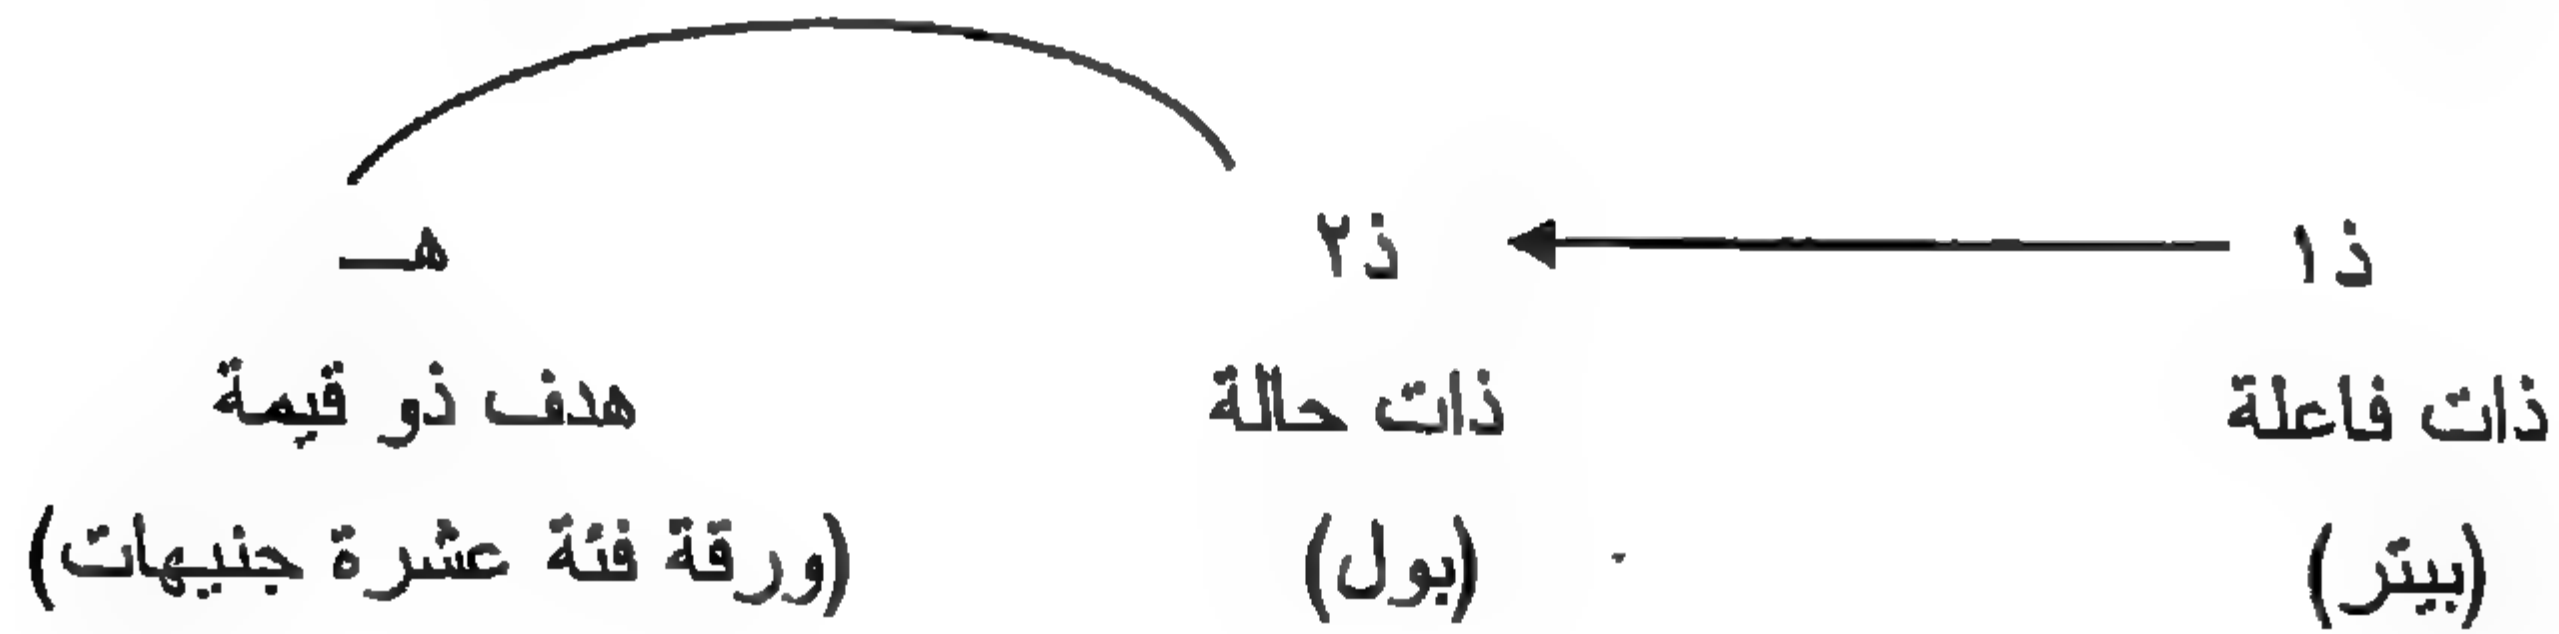 ذ١ ذ٢ هـ
ذات فاعلة ذات حالة هدف ذو قيمة
(بيتر) (بول) (ورقة فئة عشرة جنيهات)